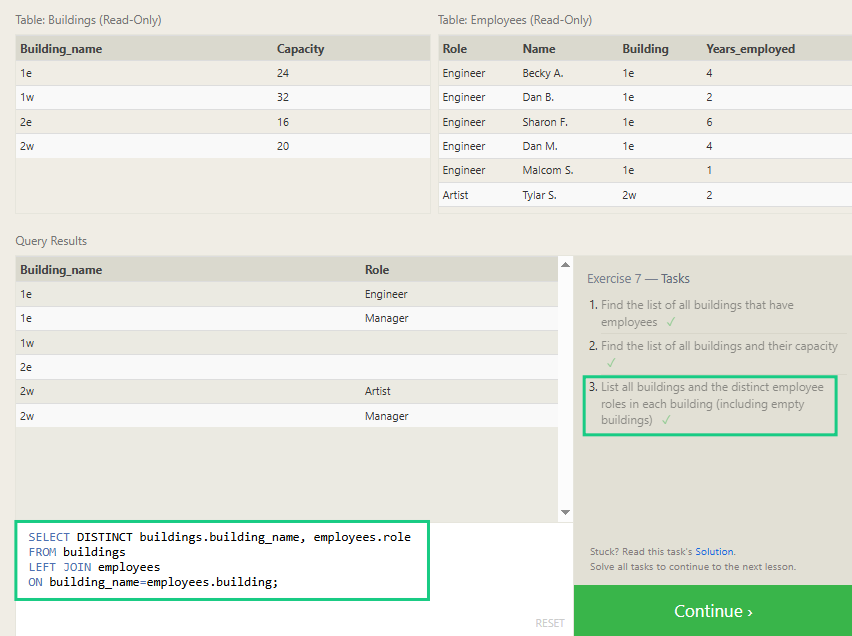 Table: Buildings (Read-Only)
Building_name Capacity
1e 24
1w 32
2e 16
2w 20
Table: Employees (Read-Only)
Role Name Building Years_employed
Engineer Becky A. 1e 4
Engineer Dan B. 1e 2
Engineer Sharon F. 1e 6
Engineer Dan M. 1e 4
Engineer Malcom S. 1e 1
Artist Tylar S. 2w 2
Query Results
Building_name Role
1e Engineer
1e Manager
1w
2e
2w Artist
2w Manager
SELECT DISTINCT buildings.building_name, employees.role
FROM buildings
LEFT JOIN employees
ON building_name=employees.building;
RESET
Exercise 7 — Tasks
1. Find the list of all buildings that have
employees ✓
2. Find the list of all buildings and their capacity
✓
3. List all buildings and the distinct employee
roles in each building (including empty
buildings) ✓
Stuck? Read this task's Solution.
Solve all tasks to continue to the next lesson.
Continue ›